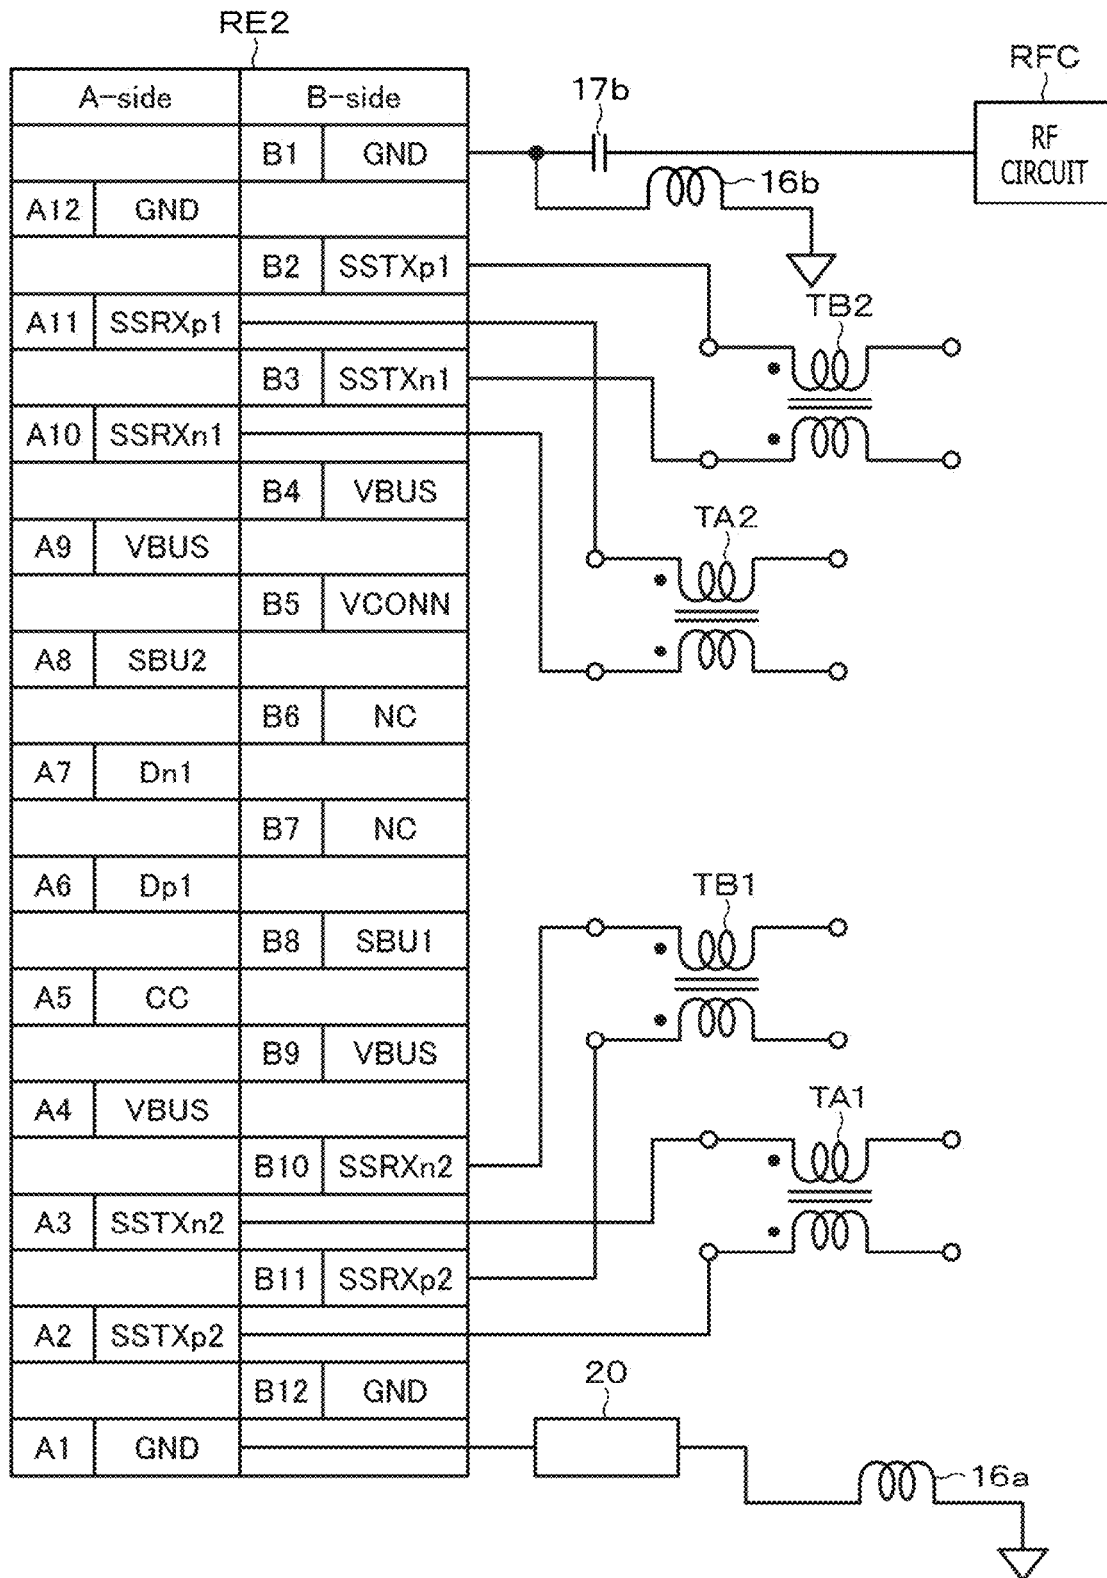 RE2
A-side B-side
B1 GND
A12 GND
B2 SSTXp1
A11 SSRXp1
B3 SSTXn1
A10 SSRXn1
B4 VBUS
A9 VBUS
B5 VCONN
A8 SBU2
B6 NC
A7 Dn1
B7 NC
A6 Dp1
B8 SBU1
A5 CC
B9 VBUS
A4 VBUS
B10 SSRXn2
A3 SSTXn2
B11 SSRXp2
A2 SSTXp2
B12 GND
A1 GND
17b
RFC
RF
CIRCUIT
16b
TB2
TA2
TB1
TA1
20
16a